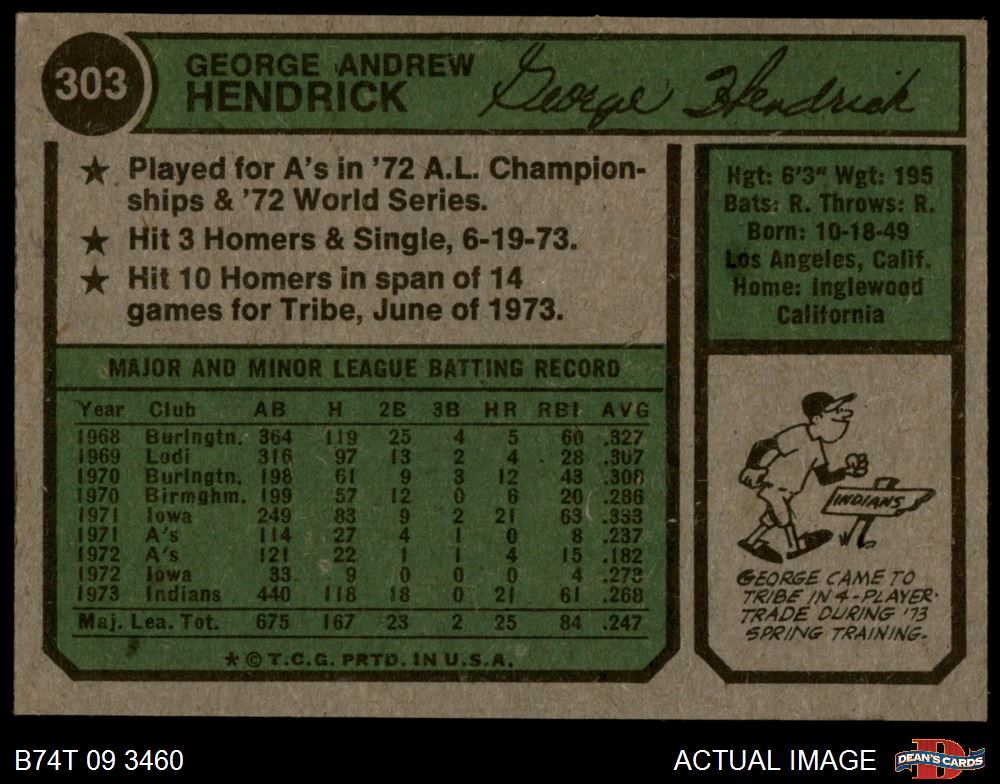 303
GEORGE ANDREW
HENDRICK
George Hendrick
★ Played for A's in '72 A.L. Champion-
ships & '72 World Series.
★ Hit 3 Homers & Single, 6-19-73.
★ Hit 10 Homers in span of 14
games for Tribe, June of 1973.
MAJOR AND MINOR LEAGUE BATTING RECORD
Year Club AB H 2B 3B HR RBI AVG
1968 Burlngtn. 364 119 25 4 5 60 .327
1969 Lodi 316 97 13 2 4 28 .307
1970 Burlngtn. 198 61 9 3 12 43 .308
1970 Birmghm. 199 57 12 0 6 20 .286
1971 Iowa 249 83 9 2 21 63 .333
1971 A's 114 27 4 1 0 8 .237
1972 A's 121 22 1 1 4 15 .182
1972 Iowa 33 9 0 0 0 4 .273
1973 Indians 440 118 18 0 21 61 .268
Maj. Lea. Tot. 675 167 23 2 25 84 .247
* © T.C.G. PRTD. IN U.S.A.
Hgt: 6'3" Wgt: 195
Bats: R. Throws: R.
Born: 10-18-49
Los Angeles, Calif.
Home: Inglewood
California
INDIANS
GEORGE CAME TO
TRIBE IN 4-PLAYER
TRADE DURING '73
SPRING TRAINING.
B74T 09 3460
ACTUAL IMAGE
D
DEAN'S CARDS